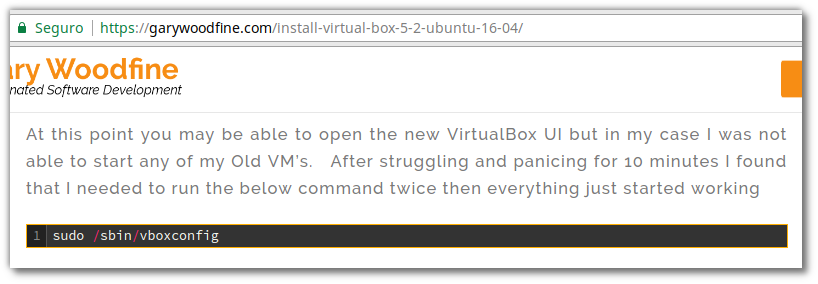 Seguro https://garywoodfine.com/install-virtual-box-5-2-ubuntu-16-04/
ary Woodfine
nated Software Development
At this point you may be able to open the new VirtualBox UI but in my case I was not
able to start any of my Old VM's. After struggling and panicing for 10 minutes I found
that I needed to run the below command twice then everything just started working
1 sudo /sbin/vboxconfig